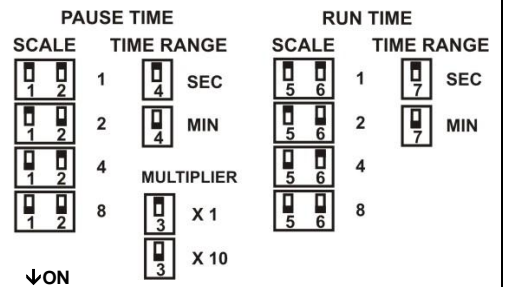 PAUSE TIME
SCALE TIME RANGE
1 2 1
4 SEC
1 2 2
4 MIN
1 2 4
1 2 8
MULTIPLIER
3 X 1
3 X 10
↓ON
RUN TIME
SCALE TIME RANGE
5 6 1
7 SEC
5 6 2
7 MIN
5 6 4
5 6 8